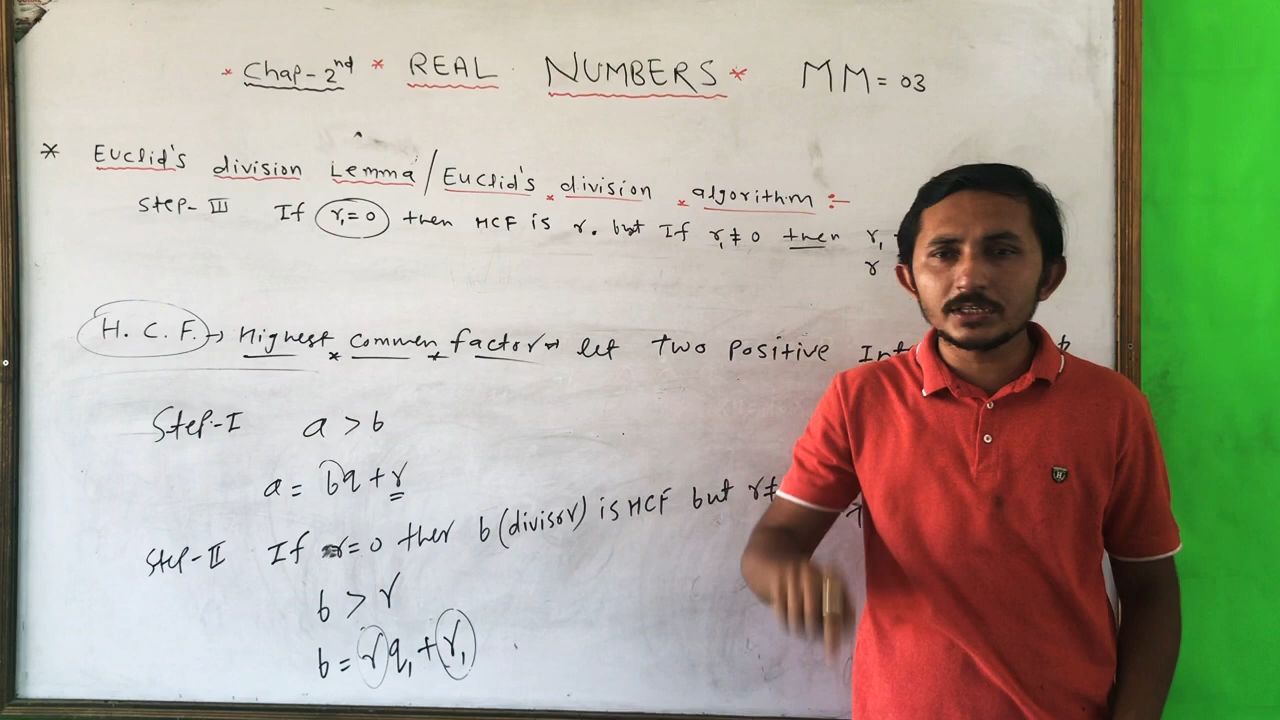 * Chap-2nd * REAL NUMBERS * MM = 03
* Euclid's division Lemma / Euclid's division algorithm :-
Step-III If r₁=0 then HCF is r. but If r₁≠0 then r₁
r
H. C. F. → Highest commen factor → let two positive Int
Step-I a > b
a = bq + r
Step-II If r=0 then b (divisor) is HCF but r≠
b > r
b = rq₁ + r₁